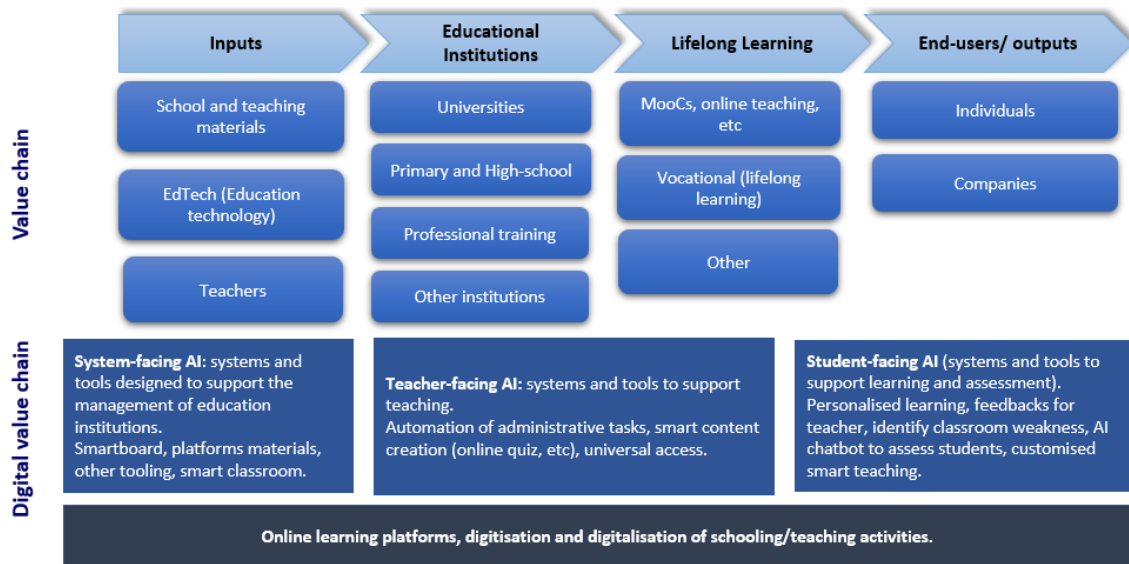 Inputs
Educational
Institutions
Lifelong Learning
End-users/ outputs
Value chain
School and teaching
materials
EdTech (Education
technology)
Teachers
Universities
Primary and High-school
Professional training
Other institutions
MooCs, online teaching,
etc
Vocational (lifelong
learning)
Other
Individuals
Companies
Digital value chain
System-facing AI: systems and
tools designed to support the
management of education
institutions.
Smartboard, platforms materials,
other tooling, smart classroom.
Teacher-facing AI: systems and tools to support
teaching.
Automation of administrative tasks, smart content
creation (online quiz, etc), universal access.
Student-facing AI (systems and tools to
support learning and assessment).
Personalised learning, feedbacks for
teacher, identify classroom weakness, AI
chatbot to assess students, customised
smart teaching.
Online learning platforms, digitisation and digitalisation of schooling/teaching activities.